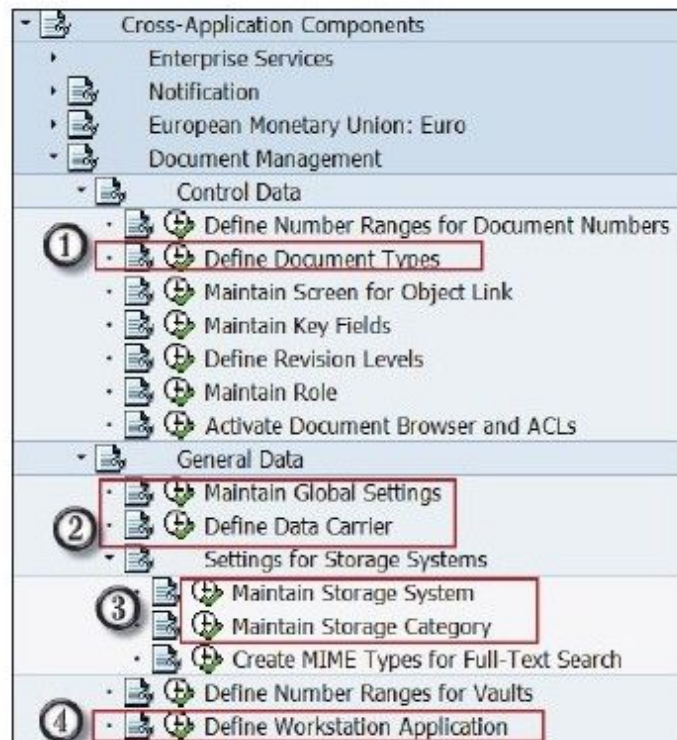 Cross-Application Components
Enterprise Services
Notification
European Monetary Union: Euro
Document Management
Control Data
Define Number Ranges for Document Numbers
1 Define Document Types
Maintain Screen for Object Link
Maintain Key Fields
Define Revision Levels
Maintain Role
Activate Document Browser and ACLs
General Data
Maintain Global Settings
2 Define Data Carrier
Settings for Storage Systems
3 Maintain Storage System
Maintain Storage Category
Create MIME Types for Full-Text Search
Define Number Ranges for Vaults
4 Define Workstation Application